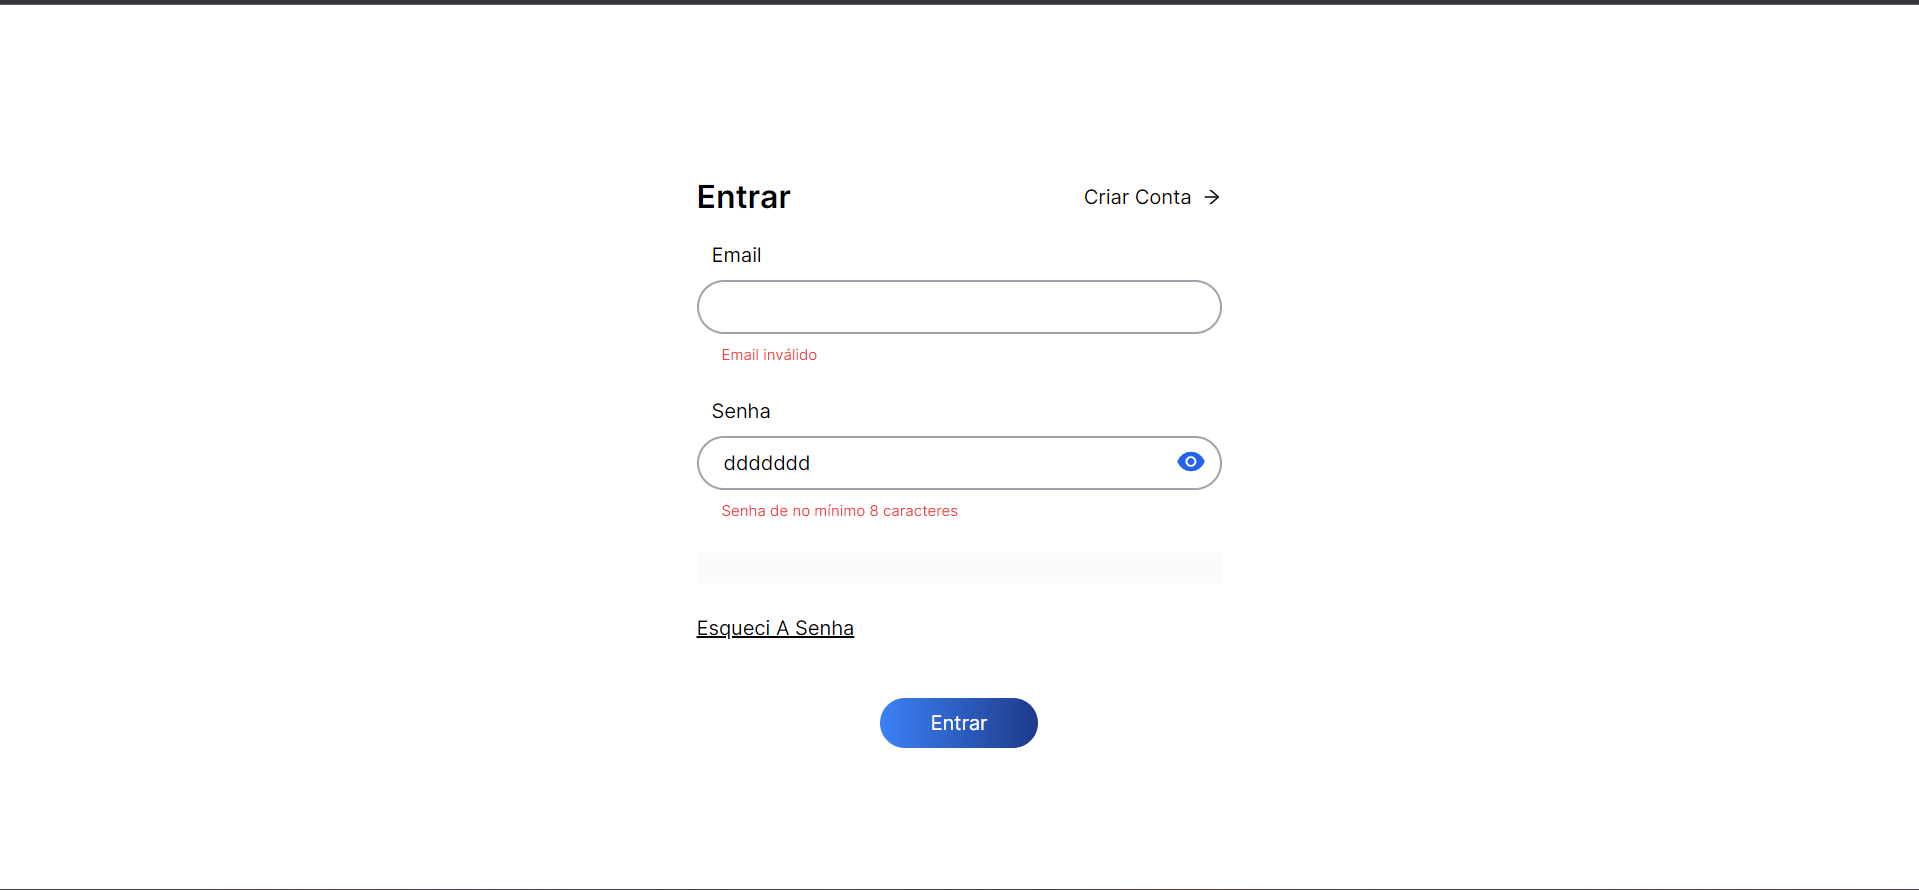 Entrar
Criar Conta
Email
Email inválido
Senha
ddddddd
Senha de no mínimo 8 caracteres
Esqueci A Senha
Entrar